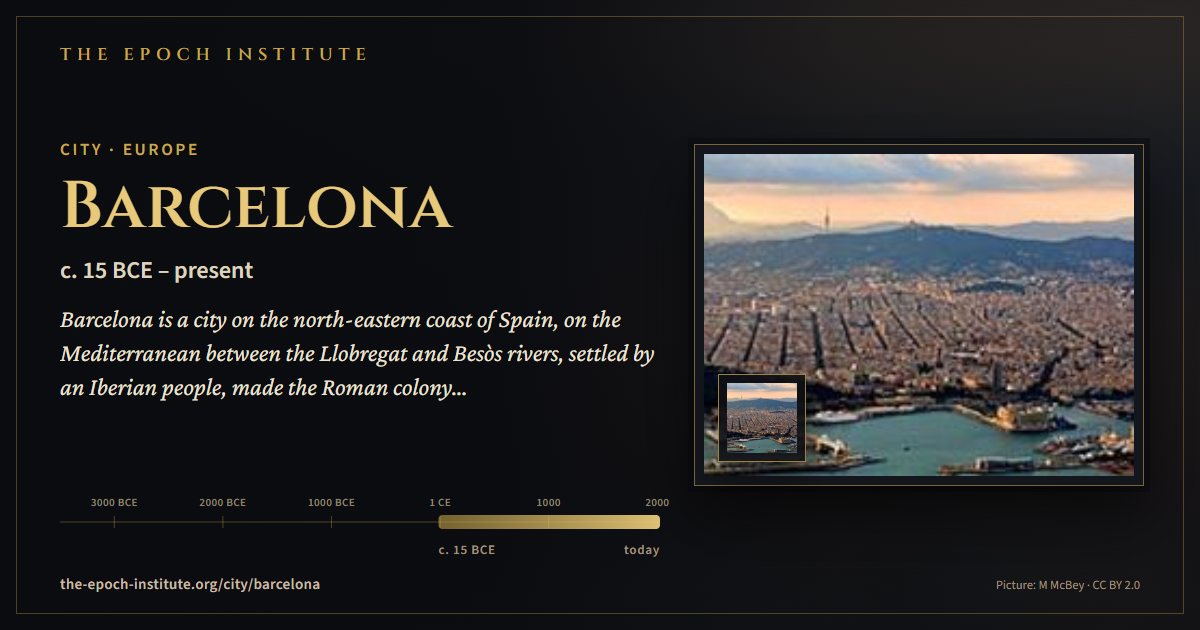 THE EPOCH INSTITUTE
CITY · EUROPE
BARCELONA
c. 15 BCE – present
Barcelona is a city on the north-eastern coast of Spain, on the
Mediterranean between the Llobregat and Besòs rivers, settled by
an Iberian people, made the Roman colony...
3000 BCE 2000 BCE 1000 BCE 1 CE 1000 2000
c. 15 BCE today
the-epoch-institute.org/city/barcelona
Picture: M McBey · CC BY 2.0